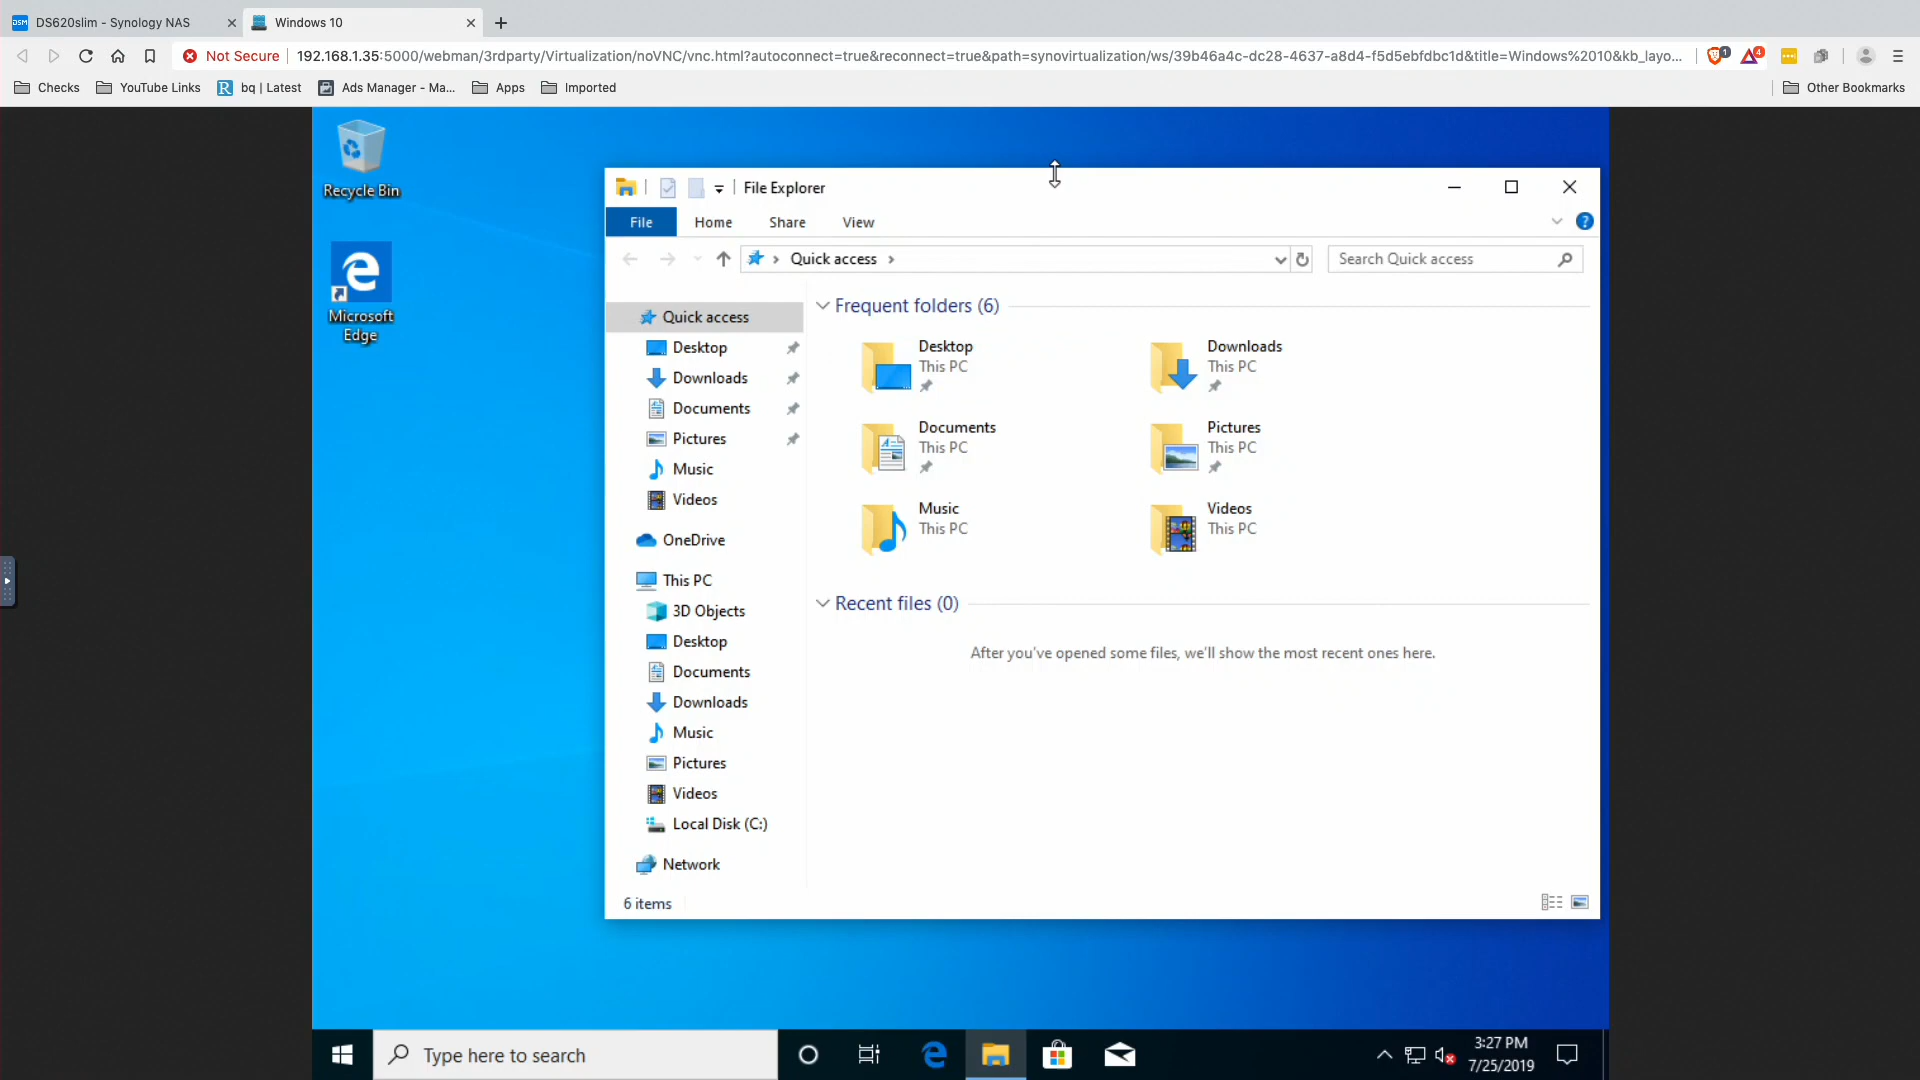 DSM DS620slim - Synology NAS
Windows 10
Not Secure
192.168.1.35:5000/webman/3rdparty/Virtualization/noVNC/vnc.html?autoconnect=true&reconnect=true&path=synovirtualization/ws/39b46a4c-dc28-4637-a8d4-f5d5ebfdbc1d&title=Windows%2010&kb_layo...
1
4
Checks
YouTube Links
R bq | Latest
Ads Manager - Ma...
Apps
Imported
Other Bookmarks
Recycle Bin
Microsoft
Edge
File Explorer
File
Home
Share
View
?
Quick access
Search Quick access
Quick access
Desktop
Downloads
Documents
Pictures
Music
Videos
OneDrive
This PC
3D Objects
Desktop
Documents
Downloads
Music
Pictures
Videos
Local Disk (C:)
Network
Frequent folders (6)
Desktop
This PC
Downloads
This PC
Documents
This PC
Pictures
This PC
Music
This PC
Videos
This PC
Recent files (0)
After you've opened some files, we'll show the most recent ones here.
6 items
Type here to search
3:27 PM
7/25/2019